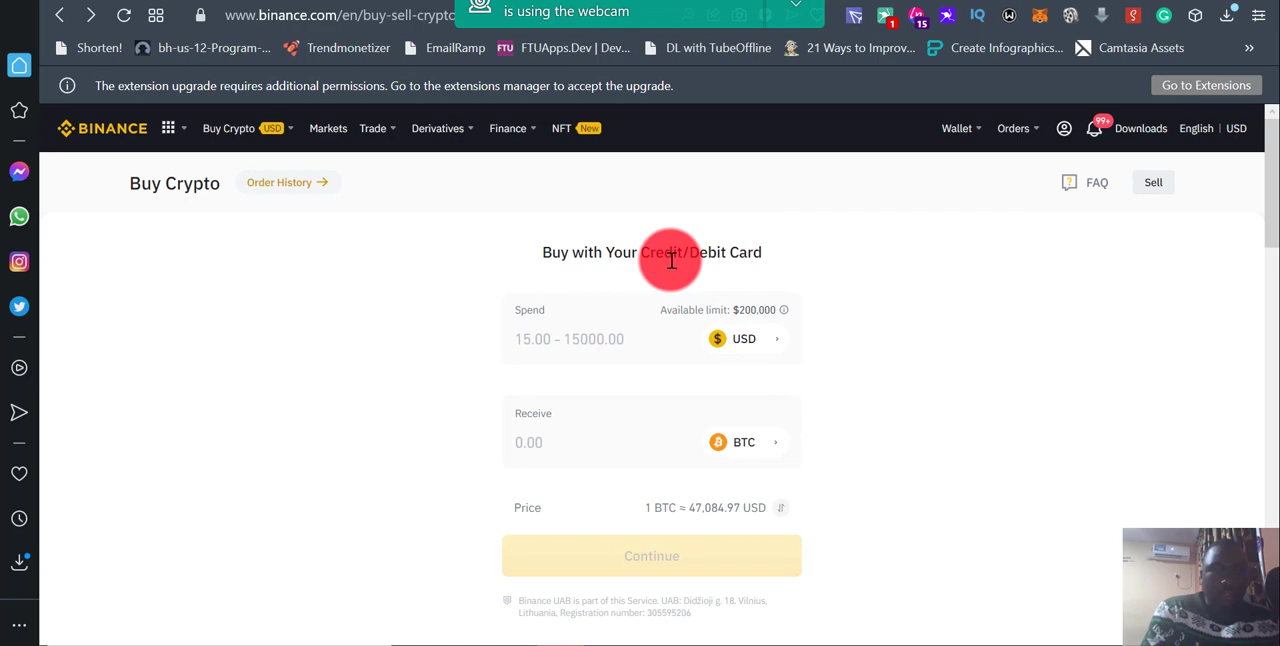 www.binance.com/en/buy-sell-crypto
is using the webcam
1
15
IQ
Shorten!
bh-us-12-Program-...
Trendmonetizer
EmailRamp
FTU FTUApps.Dev | Dev...
DL with TubeOffline
21 Ways to Improv...
Create Infographics...
Camtasia Assets
The extension upgrade requires additional permissions. Go to the extensions manager to accept the upgrade.
Go to Extensions
BINANCE
Buy Crypto USD
Markets
Trade
Derivatives
Finance
NFT New
Wallet
Orders
99+
Downloads
English | USD
Buy Crypto
Order History →
FAQ
Sell
Buy with Your Credit/Debit Card
Spend
Available limit: $200,000
15.00 - 15000.00
USD
Receive
0.00
BTC
Price
1 BTC ≈ 47,084.97 USD
Continue
Binance UAB is part of this Service. UAB: Didžioji g. 18. Vilnius,
Lithuania, Registration number: 305595206